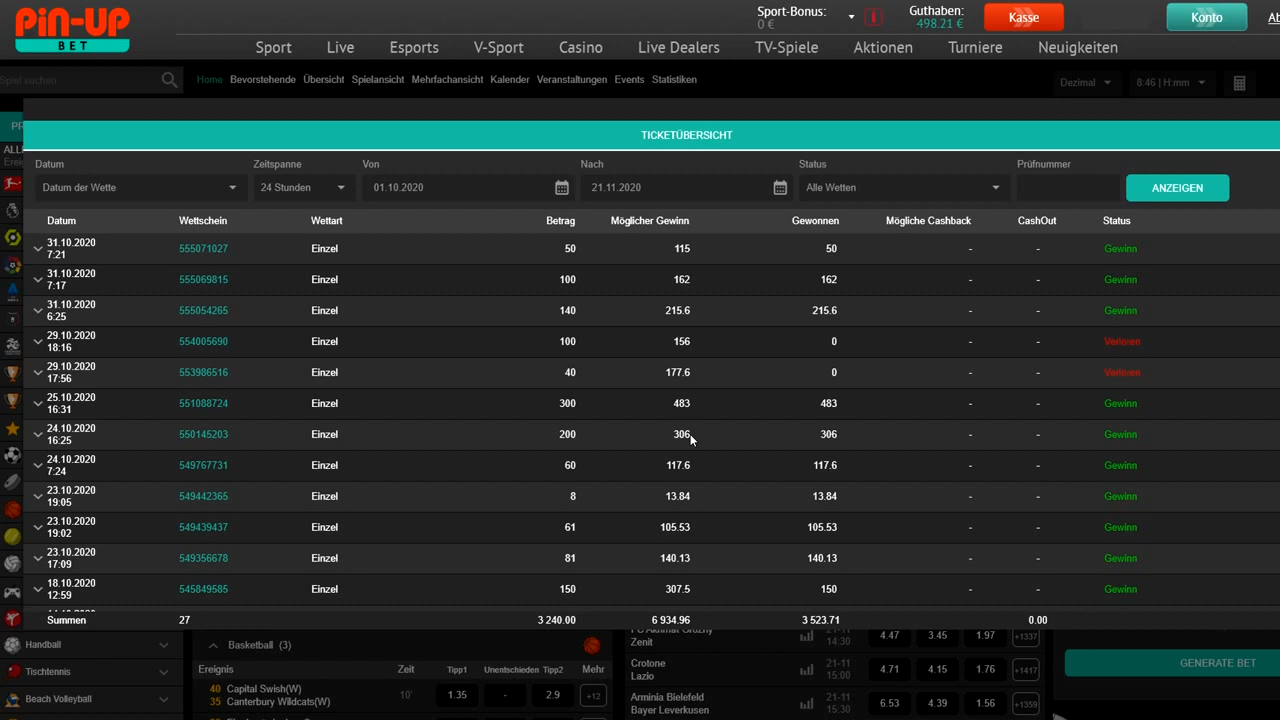 PiN-UP
BET
Sport-Bonus:
0 €
Guthaben:
498.21 €
Kasse
Konto
Sport Live Esports V-Sport Casino Live Dealers TV-Spiele Aktionen Turniere Neuigkeiten
Spiel suchen
Home Bevorstehende Übersicht Spielansicht Mehrfachansicht Kalender Veranstaltungen Events Statistiken
Dezimal 8:46 | H:mm
TICKETÜBERSICHT
Datum Zeitspanne Von Nach Status Prüfnummer
Datum der Wette 24 Stunden 01.10.2020 21.11.2020 Alle Wetten ANZEIGEN
Datum Wettschein Wettart Betrag Möglicher Gewinn Gewonnen Mögliche Cashback CashOut Status
31.10.2020
7:21
555071027 Einzel 50 115 50 - - Gewinn
31.10.2020
7:17
555069815 Einzel 100 162 162 - - Gewinn
31.10.2020
6:25
555054265 Einzel 140 215.6 215.6 - - Gewinn
29.10.2020
18:16
554005690 Einzel 100 156 0 - - Verloren
29.10.2020
17:56
553986516 Einzel 40 177.6 0 - - Verloren
25.10.2020
16:31
551088724 Einzel 300 483 483 - - Gewinn
24.10.2020
16:25
550145203 Einzel 200 306 306 - - Gewinn
24.10.2020
7:24
549767731 Einzel 60 117.6 117.6 - - Gewinn
23.10.2020
19:05
549442365 Einzel 8 13.84 13.84 - - Gewinn
23.10.2020
19:02
549439437 Einzel 61 105.53 105.53 - - Gewinn
23.10.2020
17:09
549356678 Einzel 81 140.13 140.13 - - Gewinn
18.10.2020
12:59
545849585 Einzel 150 307.5 150 - - Gewinn
Summen 27 3 240.00 6 934.96 3 523.71 0.00
Handball
Tischtennis
Beach Volleyball
Basketball (3)
Ereignis Zeit Tipp1 Unentschieden Tipp2 Mehr
40 Capital Swish(W)
35 Canterbury Wildcats(W)
10' 1.35 - 2.9 +12
Zenit
21-11
14:30
4.47 3.45 1.97 +1337
Crotone
Lazio
21-11
15:00
4.71 4.15 1.76 +1417
Arminia Bielefeld
Bayer Leverkusen
21-11
15:30
6.53 4.39 1.56 +1359
GENERATE BET